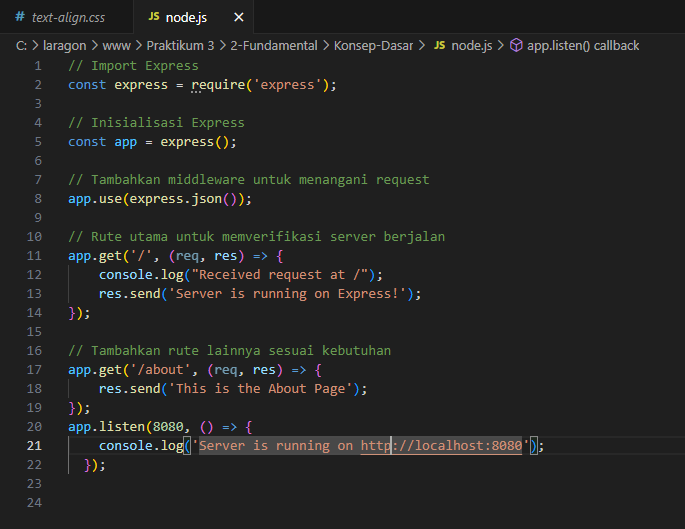 # text-align.css JS node.js ×
C: > laragon > www > Praktikum 3 > 2-Fundamental > Konsep-Dasar > JS node.js > app.listen() callback
1 // Import Express
2 const express = require('express');
3
4 // Inisialisasi Express
5 const app = express();
6
7 // Tambahkan middleware untuk menangani request
8 app.use(express.json());
9
10 // Rute utama untuk memverifikasi server berjalan
11 app.get('/', (req, res) => {
12     console.log("Received request at /");
13     res.send('Server is running on Express!');
14 });
15
16 // Tambahkan rute lainnya sesuai kebutuhan
17 app.get('/about', (req, res) => {
18     res.send('This is the About Page');
19 });
20 app.listen(8080, () => {
21     console.log('Server is running on http://localhost:8080');
22   });
23
24